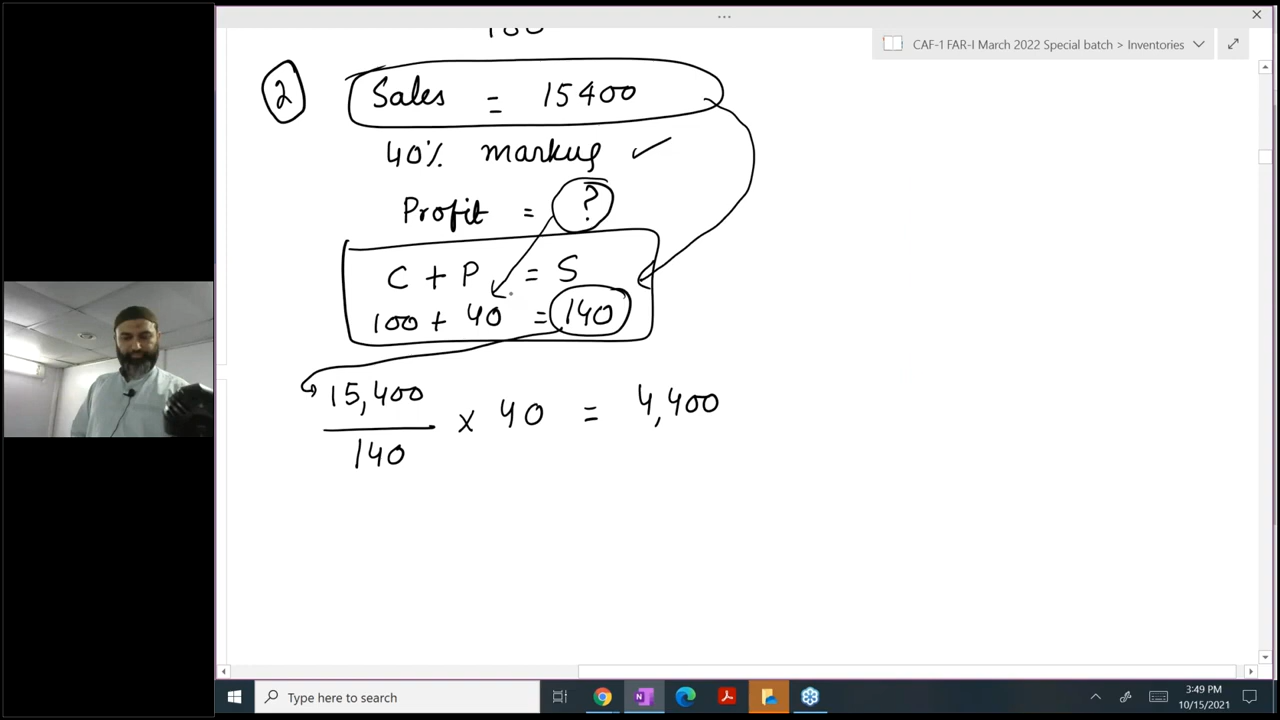 CAF-1 FAR-I March 2022 Special batch > Inventories
2 Sales = 15400
40% markup ✓
Profit = ?
C + P = S
100 + 40 = 140
15,400
140
x 40 = 4,400
Type here to search
3:49 PM
10/15/2021